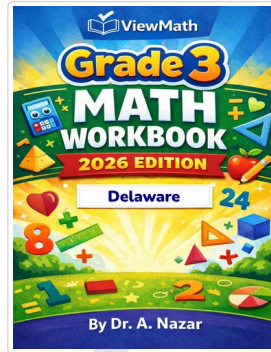 ViewMath
Grade 3
MATH
WORKBOOK
2026 EDITION
Delaware
24
8
1
2
By Dr. A. Nazar